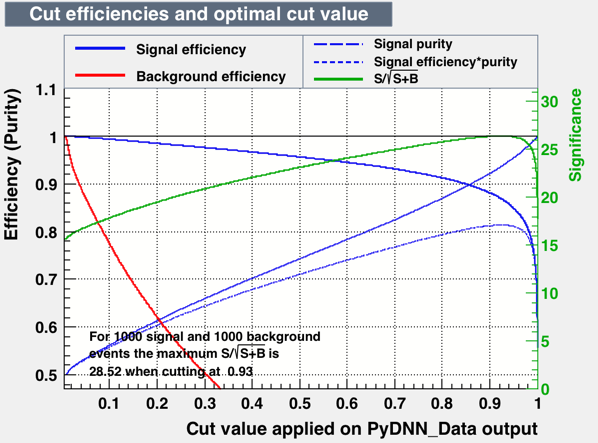 Cut efficiencies and optimal cut value
Signal efficiency
Background efficiency
Signal purity
Signal efficiency*purity
S/√S+B
Efficiency (Purity)
1.1
1
0.9
0.8
0.7
0.6
0.5
Significance
30
25
20
15
10
5
0
For 1000 signal and 1000 background
events the maximum S/√S+B is
28.52 when cutting at 0.93
0.1 0.2 0.3 0.4 0.5 0.6 0.7 0.8 0.9 1
Cut value applied on PyDNN_Data output